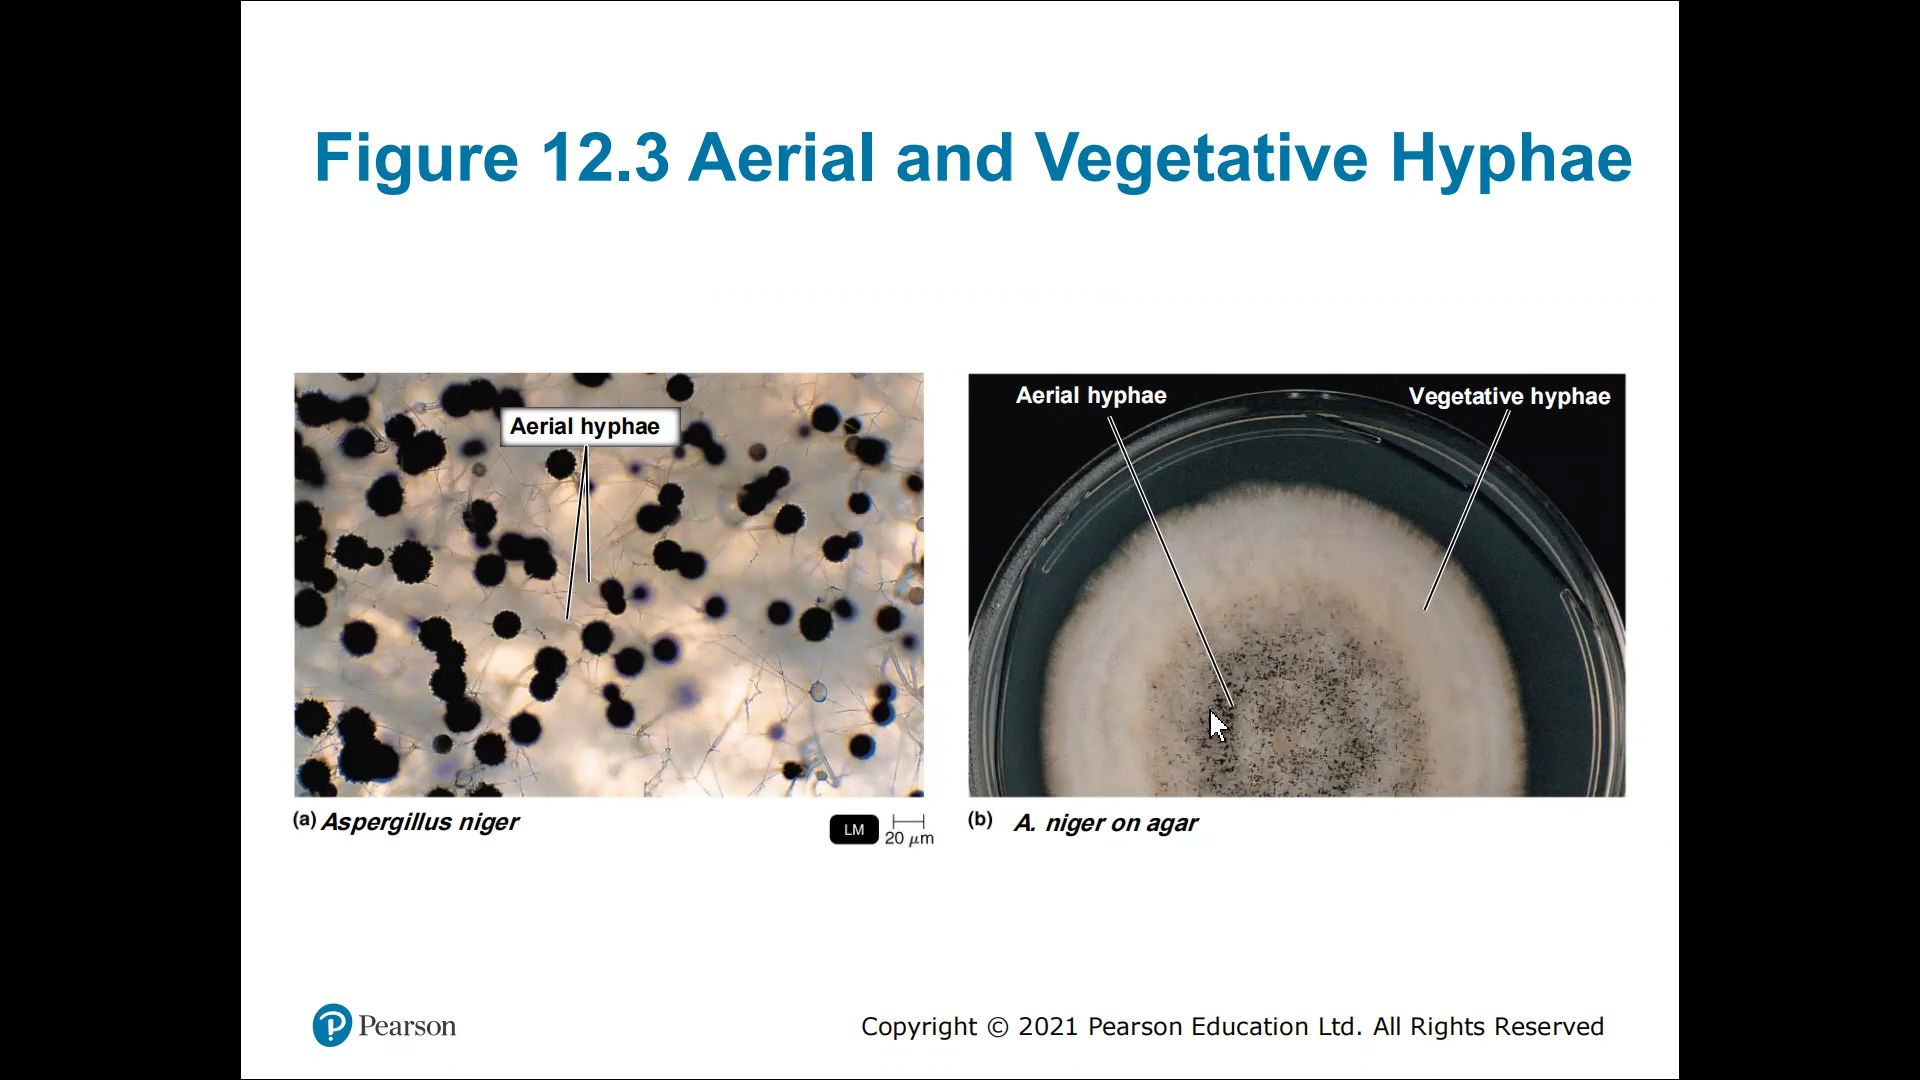 Figure 12.3 Aerial and Vegetative Hyphae
Aerial hyphae
(a) Aspergillus niger
LM
20 μm
Aerial hyphae
Vegetative hyphae
(b) A. niger on agar
Pearson
Copyright © 2021 Pearson Education Ltd. All Rights Reserved